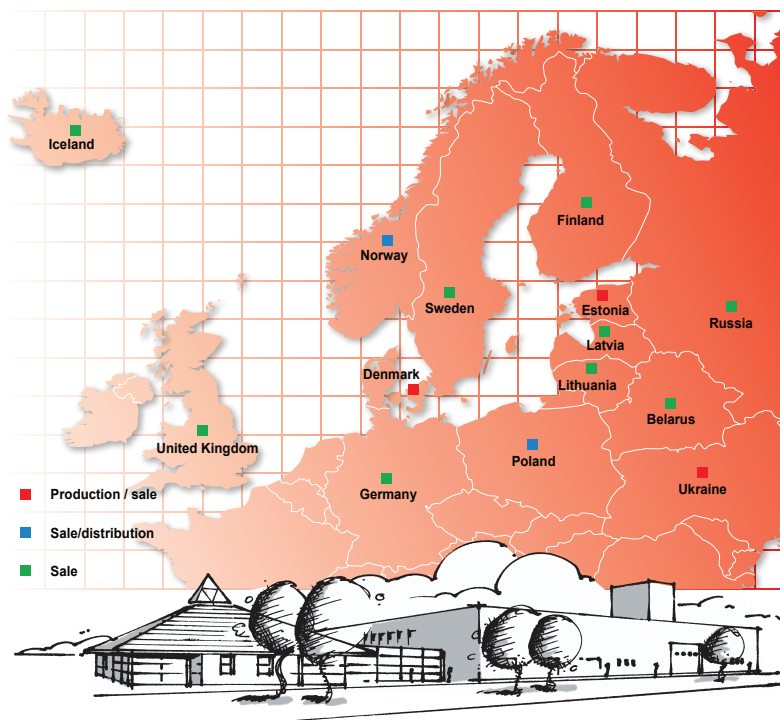 Iceland
Finland
Norway
Sweden
Estonia
Russia
Latvia
Denmark
Lithuania
Belarus
United Kingdom
Poland
Germany
Ukraine
Production / sale
Sale/distribution
Sale